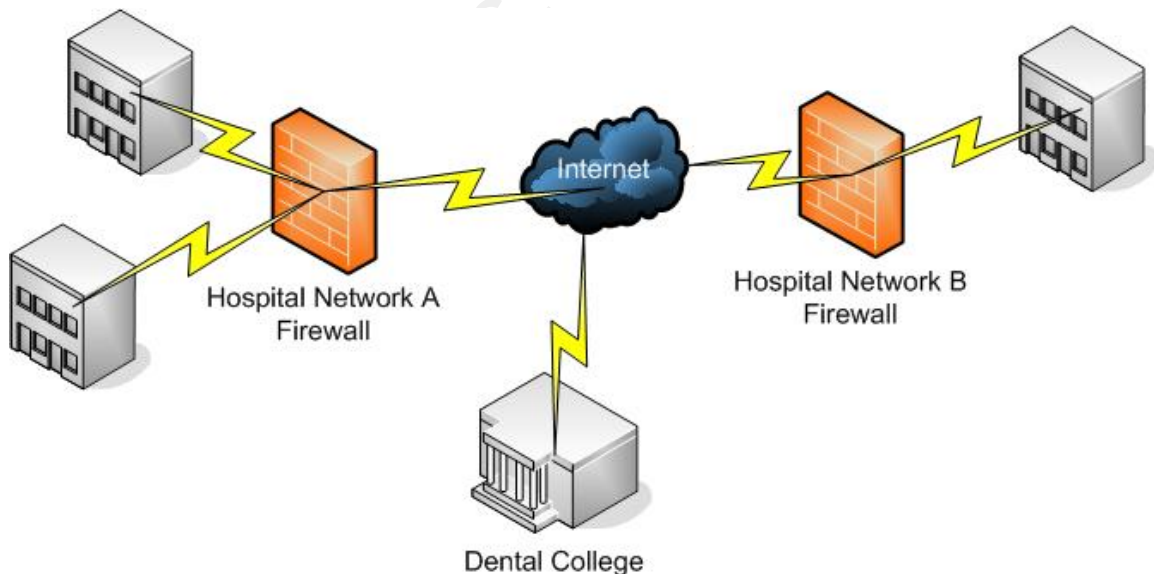 Internet
Hospital Network A
Firewall
Hospital Network B
Firewall
Dental College